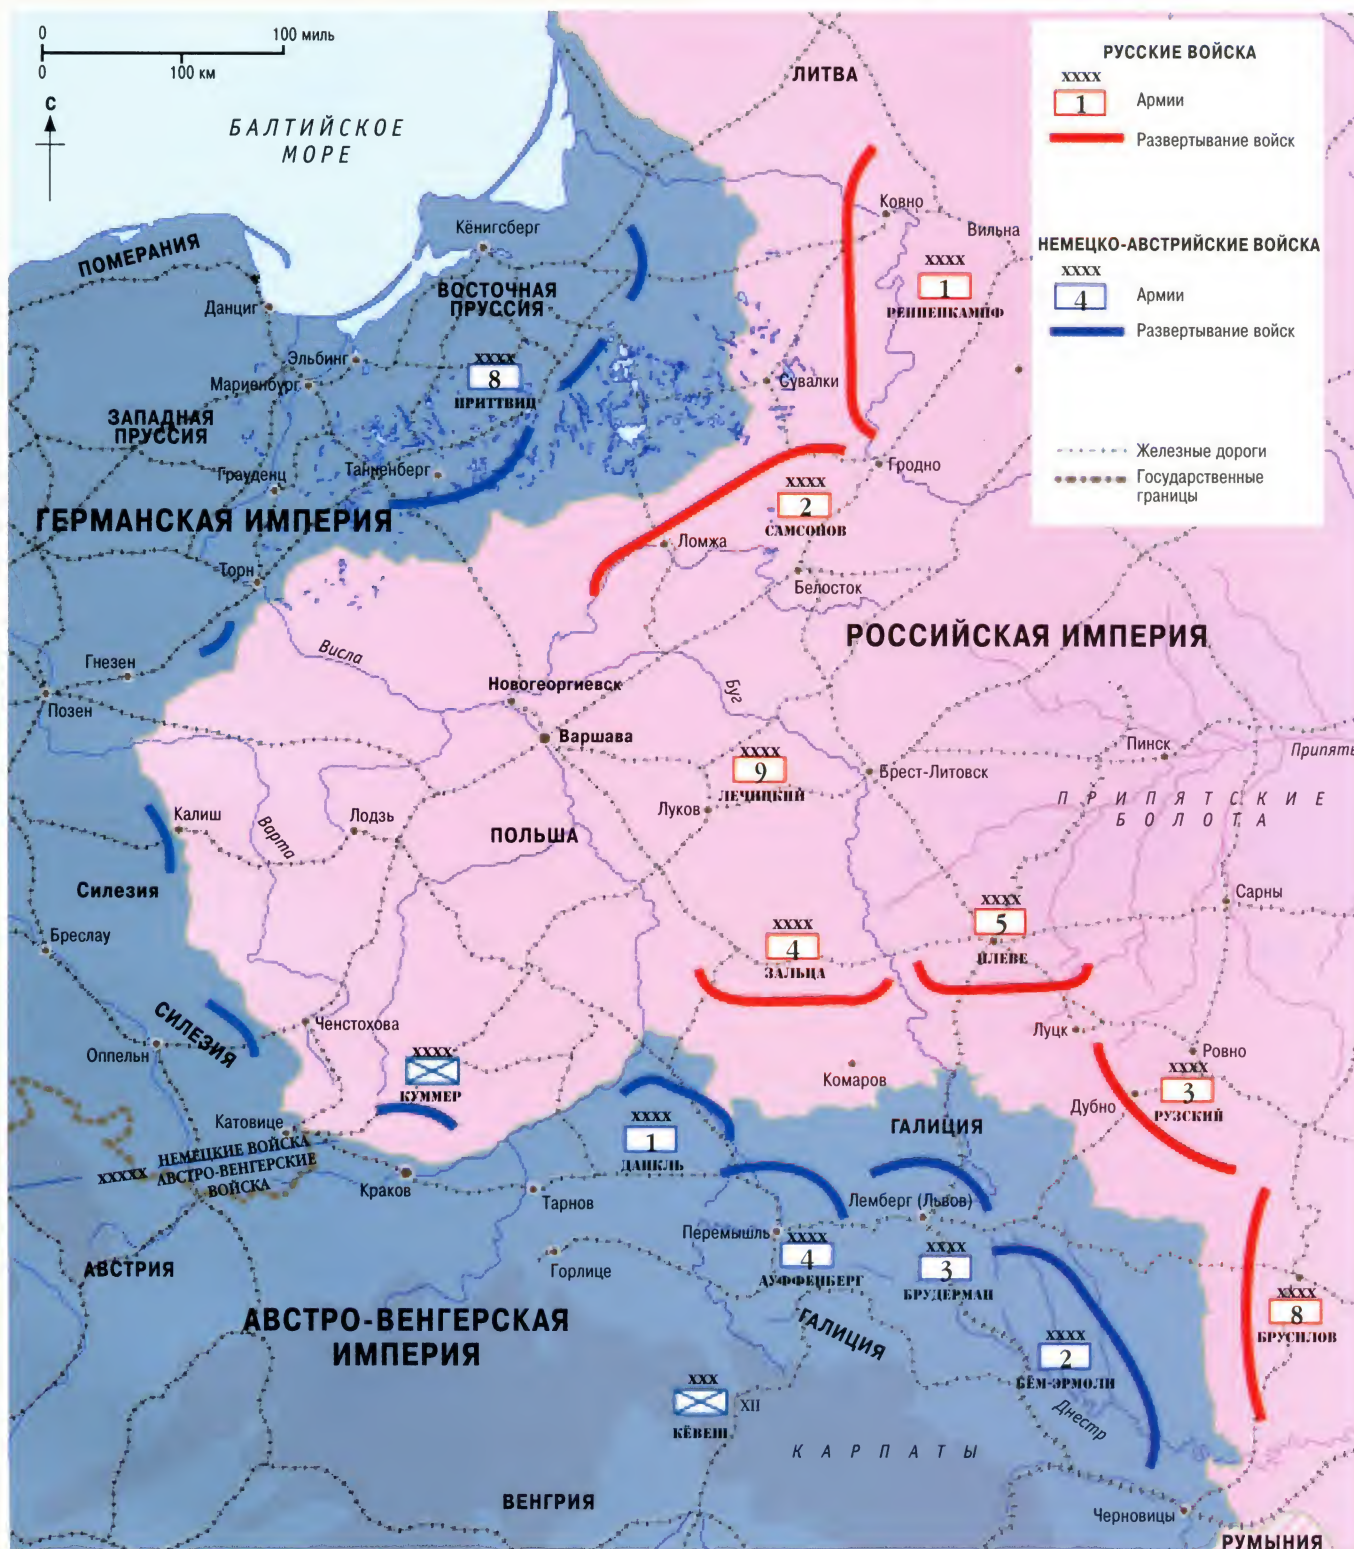 0 100 миль
0 100 км
С
БАЛТИЙСКОЕ
МОРЕ
ЛИТВА
РУССКИЕ ВОЙСКА
XXXX
1 Армии
Развертывание войск
НЕМЕЦКО-АВСТРИЙСКИЕ ВОЙСКА
XXXX
4 Армии
Развертывание войск
Железные дороги
Государственные
границы
Ковно
Вильна
Кёнигсберг
ПОМЕРАНИЯ
ВОСТОЧНАЯ
ПРУССИЯ
XXXX
1
РЕННЕНКАМПФ
Данциг
Эльбинг
Мариенбург
XXXX
8
ПРИТТВИЦ
Сувалки
ЗАПАДНАЯ
ПРУССИЯ
Грауденц
Танненберг
Гродно
XXXX
2
САМСОНОВ
ГЕРМАНСКАЯ ИМПЕРИЯ
Ломжа
Торн
Белосток
РОССИЙСКАЯ ИМПЕРИЯ
Висла
Гнезен
Позен
Новогеоргиевск
Буг
Варшава
Пинск
Припять
XXXX
9
ЛЕЧИЦКИЙ
Брест-Литовск
ПРИПЯТСКИЕ
БОЛОТА
Луков
Калиш
Варта
Лодзь
ПОЛЬША
Силезия
Сарны
XXXX
5
ПЛЕВЕ
Бреслау
XXXX
4
ЗАЛЬЦА
СИЛЕЗИЯ
Ченстохова
Оппельн
Луцк
Ровно
XXXX
КУММЕР
Комаров
XXXX
3
РУЗСКИЙ
Дубно
Катовице
XXXX
1
ДАНКЛЬ
ГАЛИЦИЯ
НЕМЕЦКИЕ ВОЙСКА
XXXXX АВСТРО-ВЕНГЕРСКИЕ
ВОЙСКА
Краков
Тарнов
Лемберг (Львов)
Перемышль
АВСТРИЯ
Горлице
XXXX
4
АУФФЕНБЕРГ
XXXX
3
БРУДЕРМАН
XXXX
8
БРУСИЛОВ
АВСТРО-ВЕНГЕРСКАЯ
ИМПЕРИЯ
ГАЛИЦИЯ
XXXX
2
БЁМ-ЭРМОЛИ
XXX
XII
КЁВЕШ
Днестр
КАРПАТЫ
ВЕНГРИЯ
Черновицы
РУМЫНИЯ